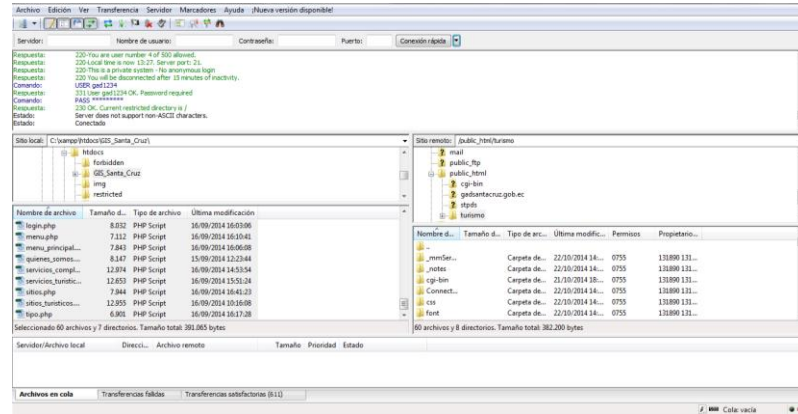 Archivo Edición Ver Transferencia Servidor Marcadores Ayuda ¡Nueva versión disponible!
Servidor: Nombre de usuario: Contraseña: Puerto: Conexión rápida
Respuesta: 220-You are user number 4 of 500 allowed.
Respuesta: 220-Local time is now 13:27. Server port: 21.
Respuesta: 220-This is a private system - No anonymous login
Respuesta: 220 You will be disconnected after 15 minutes of inactivity.
Comando: USER gad1234
Respuesta: 331 User gad1234 OK. Password required
Comando: PASS *********
Respuesta: 230 OK. Current restricted directory is /
Estado: Server does not support non-ASCII characters.
Estado: Conectado
Sitio local: C:\xampp\htdocs\GIS_Santa_Cruz\
htdocs
forbidden
GIS_Santa_Cruz
img
restricted
Nombre de archivo Tamaño d... Tipo de archivo Última modificación
login.php 8.032 PHP Script 16/09/2014 16:03:06
menu.php 7.112 PHP Script 16/09/2014 16:10:41
menu_principal.... 7.843 PHP Script 16/09/2014 16:06:08
quienes_somos.... 8.147 PHP Script 15/09/2014 12:23:44
servicios_compl... 12.974 PHP Script 16/09/2014 14:53:54
servicios_turistic... 12.653 PHP Script 16/09/2014 15:51:24
sitios.php 7.944 PHP Script 16/09/2014 16:41:23
sitios_turisticos.... 12.955 PHP Script 16/09/2014 10:16:08
tipo.php 6.901 PHP Script 16/09/2014 16:17:28
Seleccionado 60 archivos y 7 directorios. Tamaño total: 391.065 bytes
Sitio remoto: /public_html/turismo
mail
public_ftp
public_html
cgi-bin
gadsantacruz.gob.ec
stpds
turismo
Nombre d... Tamaño d... Tipo de arc... Última modific... Permisos Propietario...
..
_mmSer... Carpeta de... 22/10/2014 14:... 0755 131890 131...
_notes Carpeta de... 22/10/2014 14:... 0755 131890 131...
cgi-bin Carpeta de... 21/10/2014 18:... 0755 131890 131...
Connect... Carpeta de... 22/10/2014 14:... 0755 131890 131...
css Carpeta de... 22/10/2014 14:... 0755 131890 131...
font Carpeta de... 22/10/2014 14:... 0755 131890 131...
60 archivos y 8 directorios. Tamaño total: 382.200 bytes
Servidor/Archivo local Direcci... Archivo remoto Tamaño Prioridad Estado
Archivos en cola Transferencias fallidas Transferencias satisfactorias (611)
Cola: vacía